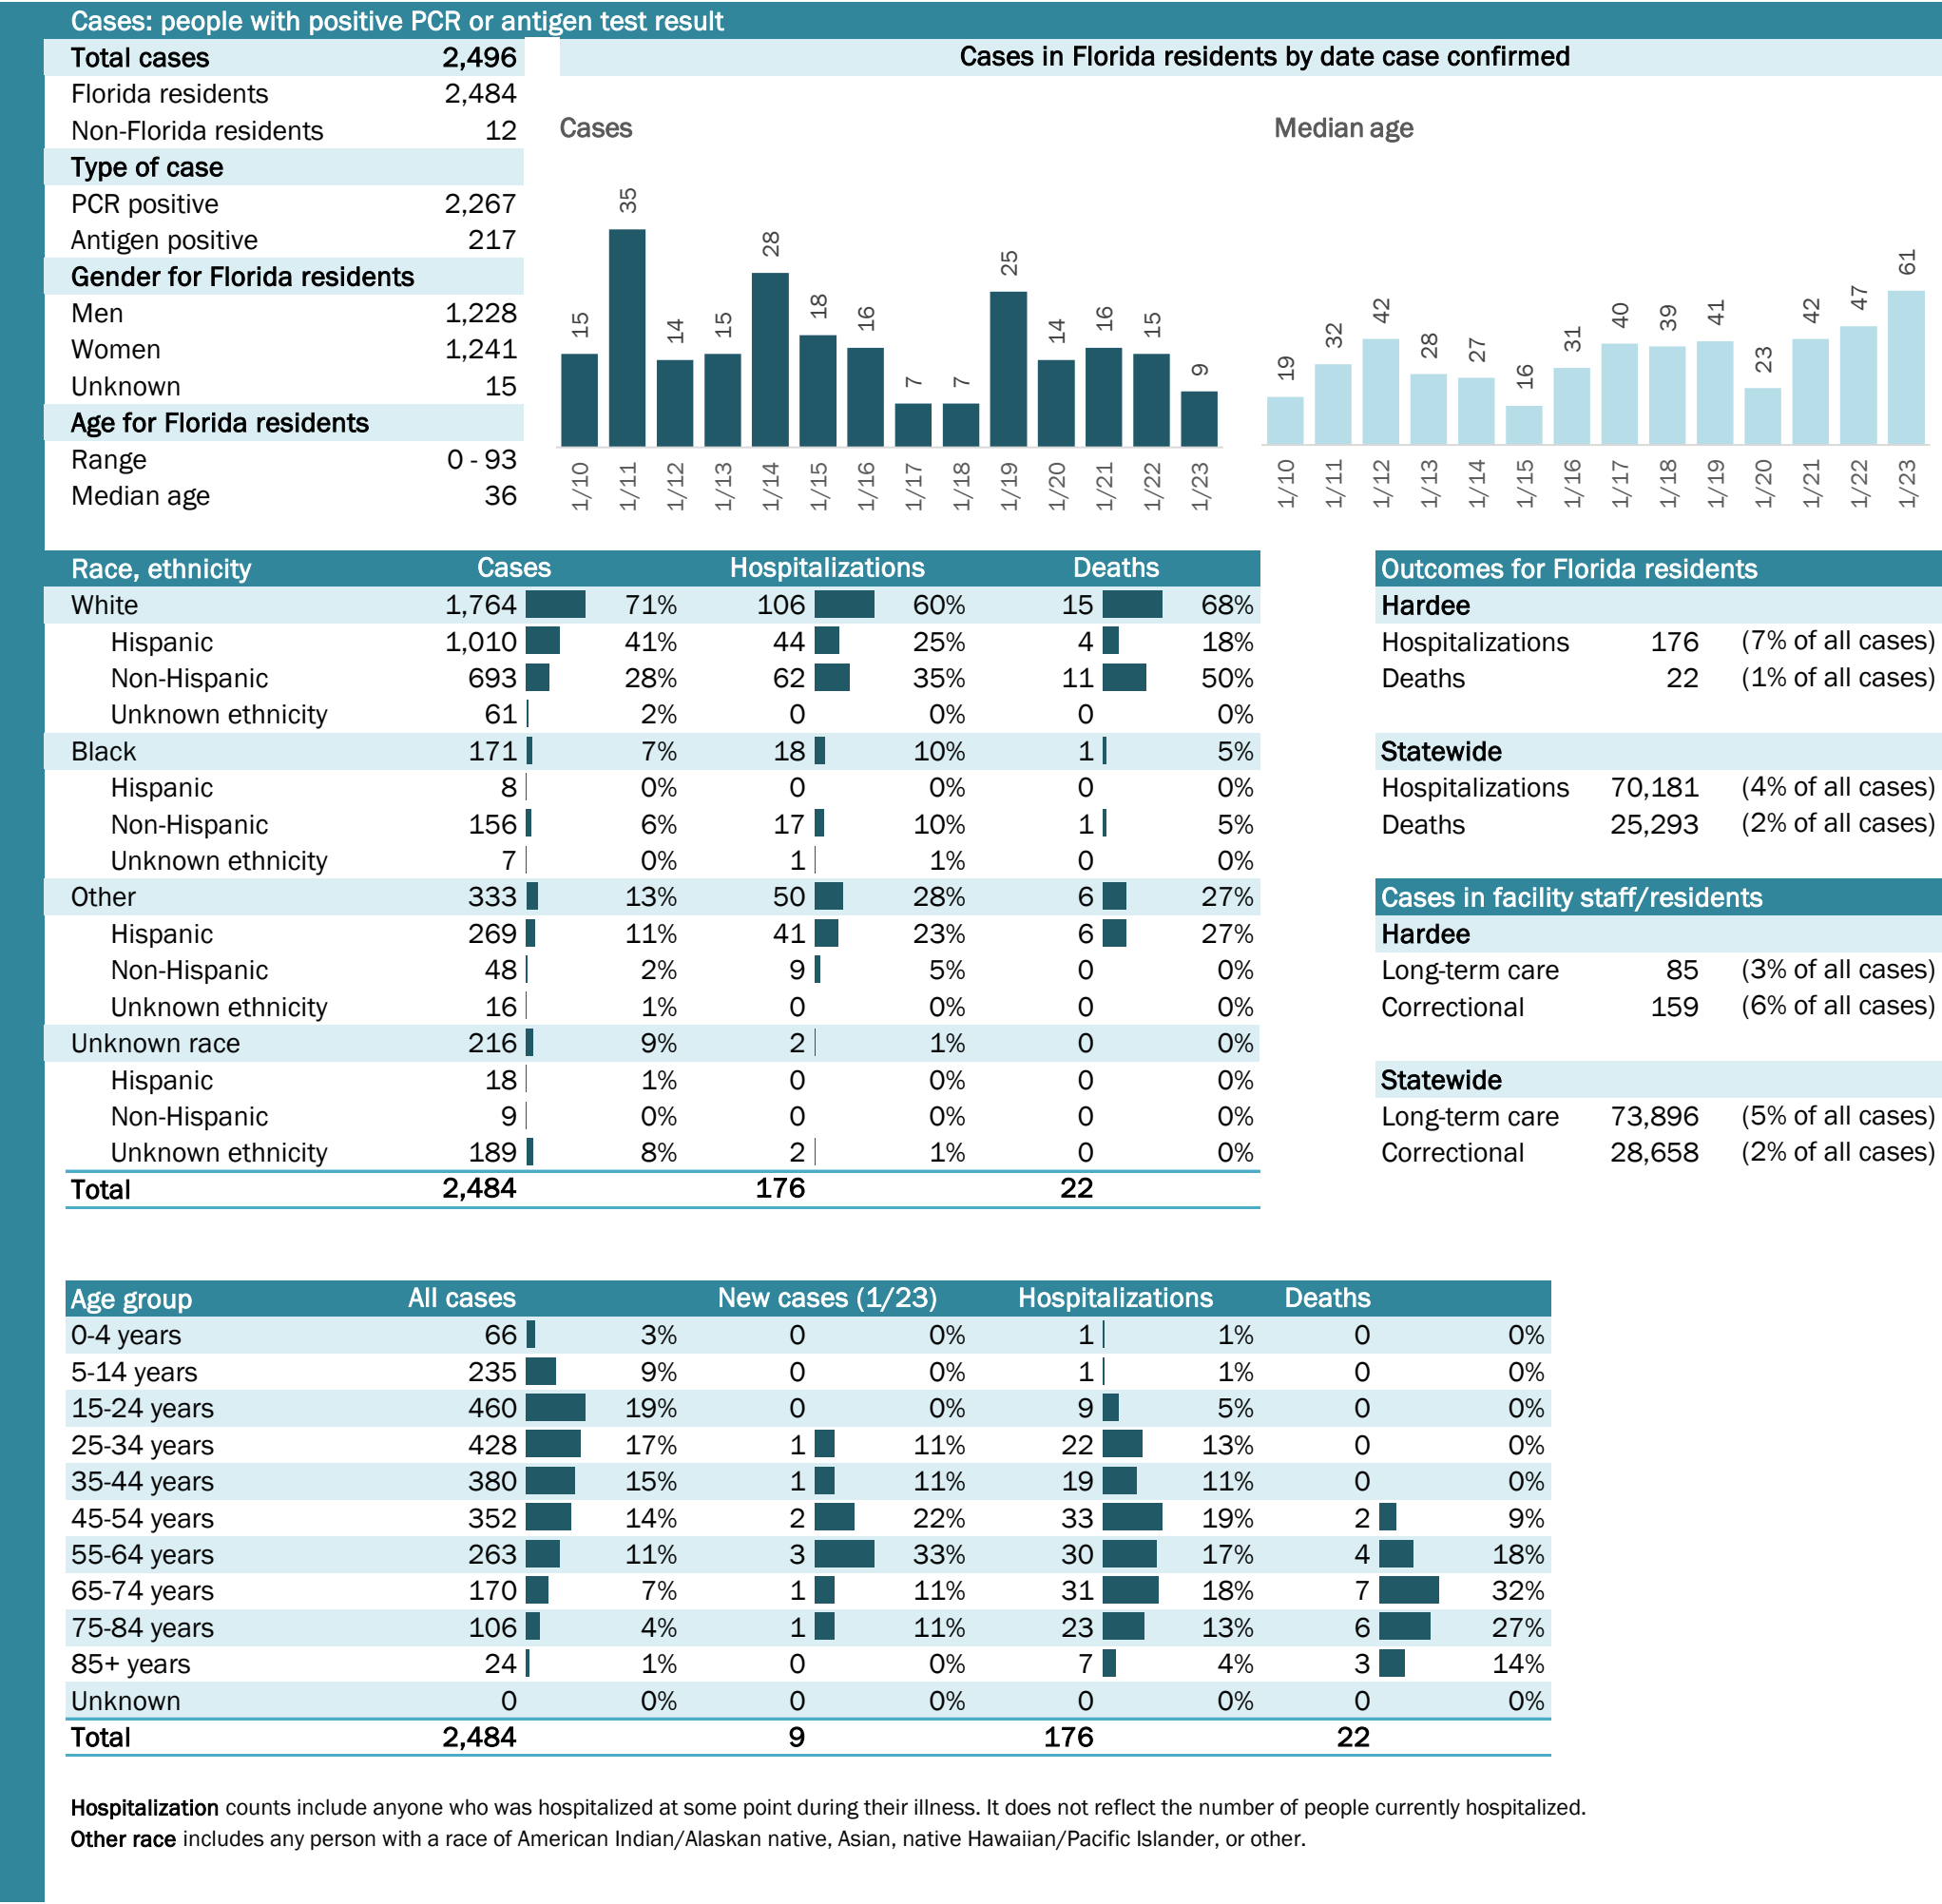 Cases: people with positive PCR or antigen test result
Total cases 2,496
Florida residents 2,484
Non-Florida residents 12
Type of case
PCR positive 2,267
Antigen positive 217
Gender for Florida residents
Men 1,228
Women 1,241
Unknown 15
Age for Florida residents
Range 0 - 93
Median age 36
Cases in Florida residents by date case confirmed
Cases
15 35 14 15 28 18 16 7 7 25 14 16 15 9
1/10 1/11 1/12 1/13 1/14 1/15 1/16 1/17 1/18 1/19 1/20 1/21 1/22 1/23
Median age
19 32 42 28 27 16 31 40 39 41 23 42 47 61
1/10 1/11 1/12 1/13 1/14 1/15 1/16 1/17 1/18 1/19 1/20 1/21 1/22 1/23
Race, ethnicity Cases Hospitalizations Deaths
White 1,764 71% 106 60% 15 68%
Hispanic 1,010 41% 44 25% 4 18%
Non-Hispanic 693 28% 62 35% 11 50%
Unknown ethnicity 61 2% 0 0% 0 0%
Black 171 7% 18 10% 1 5%
Hispanic 8 0% 0 0% 0 0%
Non-Hispanic 156 6% 17 10% 1 5%
Unknown ethnicity 7 0% 1 1% 0 0%
Other 333 13% 50 28% 6 27%
Hispanic 269 11% 41 23% 6 27%
Non-Hispanic 48 2% 9 5% 0 0%
Unknown ethnicity 16 1% 0 0% 0 0%
Unknown race 216 9% 2 1% 0 0%
Hispanic 18 1% 0 0% 0 0%
Non-Hispanic 9 0% 0 0% 0 0%
Unknown ethnicity 189 8% 2 1% 0 0%
Total 2,484 176 22
Outcomes for Florida residents
Hardee
Hospitalizations 176 (7% of all cases)
Deaths 22 (1% of all cases)
Statewide
Hospitalizations 70,181 (4% of all cases)
Deaths 25,293 (2% of all cases)
Cases in facility staff/residents
Hardee
Long-term care 85 (3% of all cases)
Correctional 159 (6% of all cases)
Statewide
Long-term care 73,896 (5% of all cases)
Correctional 28,658 (2% of all cases)
Age group All cases New cases (1/23) Hospitalizations Deaths
0-4 years 66 3% 0 0% 1 1% 0 0%
5-14 years 235 9% 0 0% 1 1% 0 0%
15-24 years 460 19% 0 0% 9 5% 0 0%
25-34 years 428 17% 1 11% 22 13% 0 0%
35-44 years 380 15% 1 11% 19 11% 0 0%
45-54 years 352 14% 2 22% 33 19% 2 9%
55-64 years 263 11% 3 33% 30 17% 4 18%
65-74 years 170 7% 1 11% 31 18% 7 32%
75-84 years 106 4% 1 11% 23 13% 6 27%
85+ years 24 1% 0 0% 7 4% 3 14%
Unknown 0 0% 0 0% 0 0% 0 0%
Total 2,484 9 176 22
Hospitalization counts include anyone who was hospitalized at some point during their illness. It does not reflect the number of people currently hospitalized.
Other race includes any person with a race of American Indian/Alaskan native, Asian, native Hawaiian/Pacific Islander, or other.